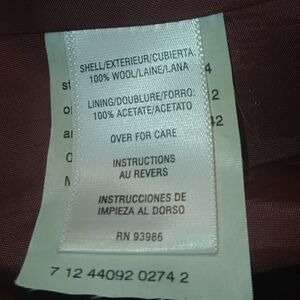 SHELL/EXTERIEUR/CUBIERTA:
100% WOOL/LAINE/LANA
LINING/DOUBLURE/FORRO:
100% ACETATE/ACETATO
OVER FOR CARE
INSTRUCTIONS
AU REVERS
INSTRUCCIONES DE
IMPIEZA AL DORSO
RN 93986
7 12 44092 0274 2